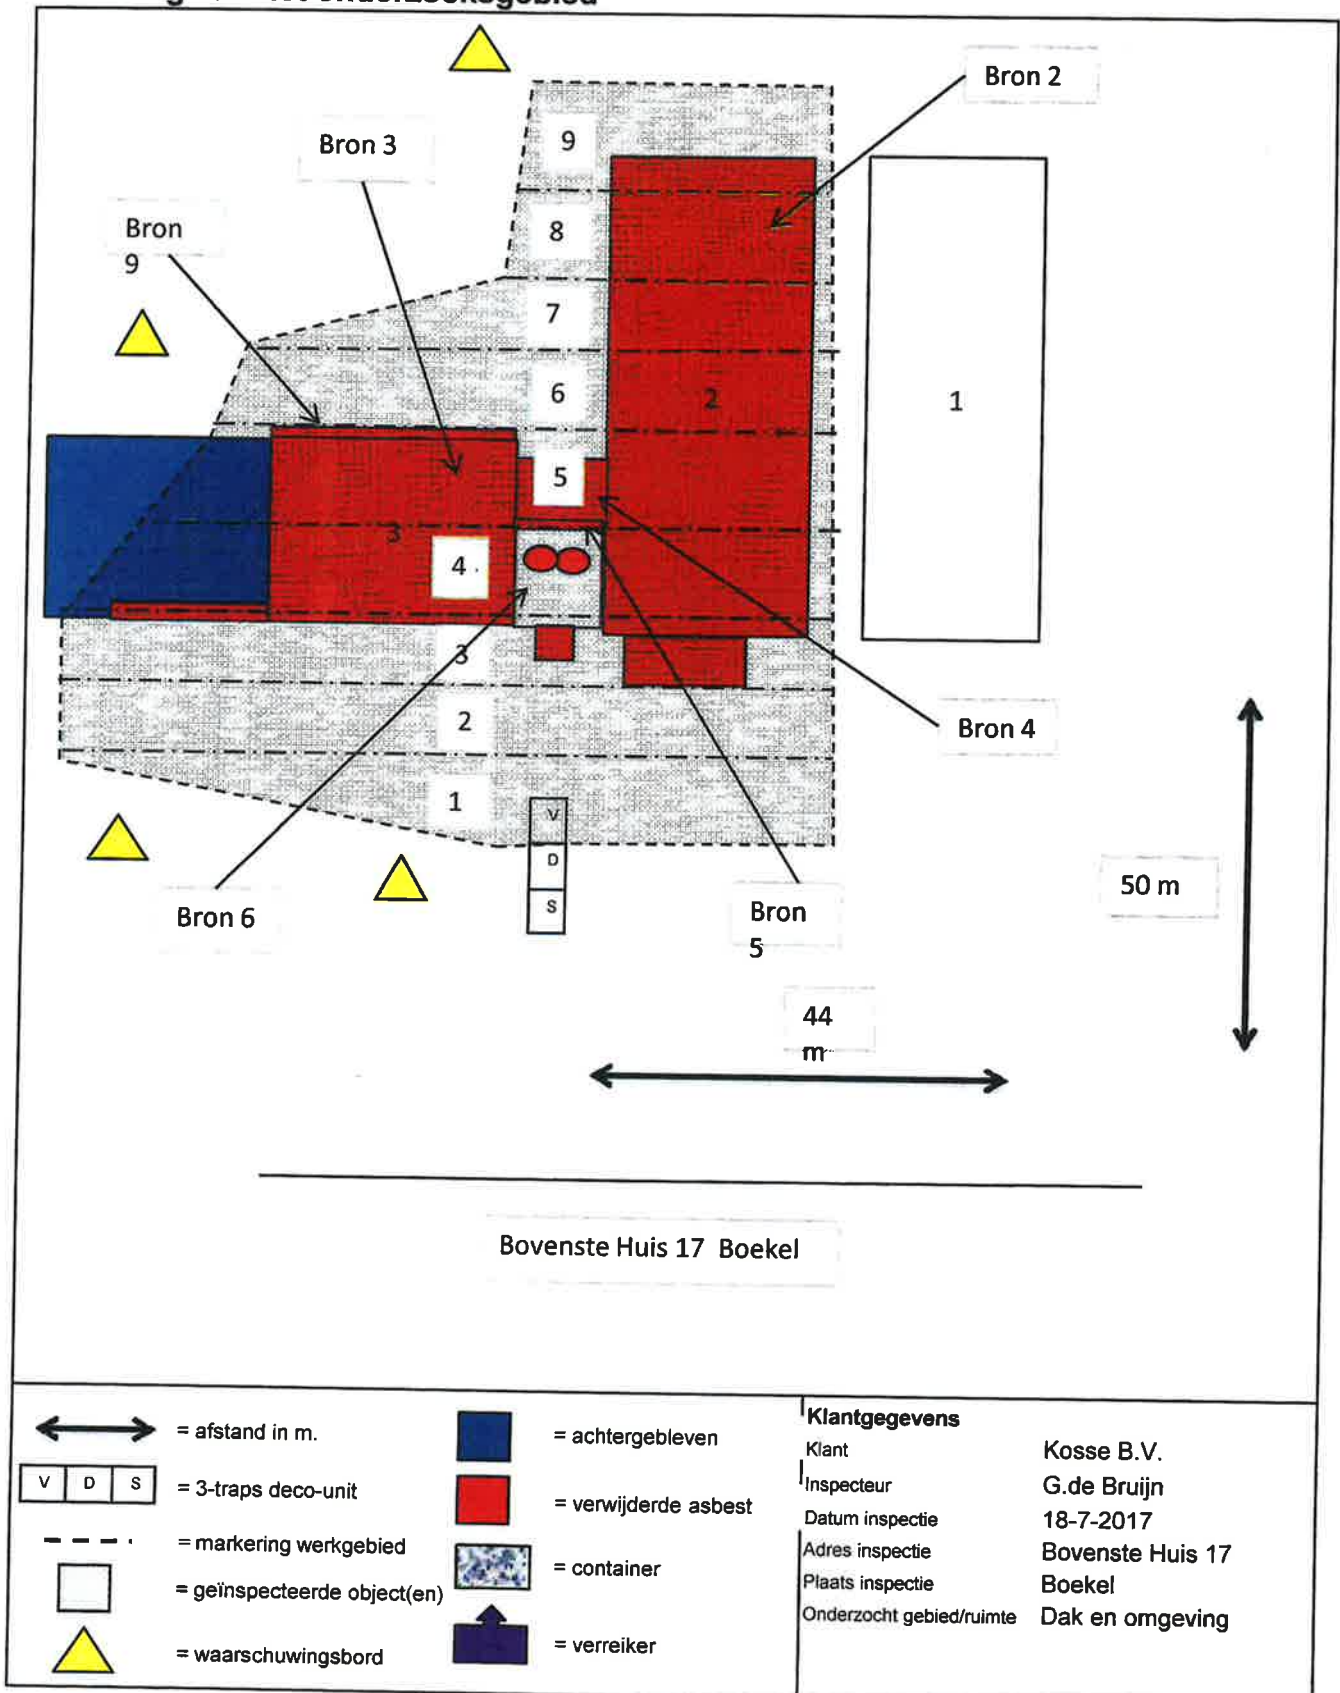 Bron 2
9
Bron 3
Bron
9
8
7
6
2
1
5
3
4
3
2
Bron 4
1
V
D
S
Bron 6
Bron
5
50 m
44
m
Bovenste Huis 17 Boekel
= afstand in m.
V D S = 3-traps deco-unit
= markering werkgebied
= geïnspecteerde object(en)
= waarschuwingsbord
= achtergebleven
= verwijderde asbest
= container
= verreiker
Klantgegevens
Klant Kosse B.V.
Inspecteur G.de Bruijn
Datum inspectie 18-7-2017
Adres inspectie Bovenste Huis 17
Plaats inspectie Boekel
Onderzocht gebied/ruimte Dak en omgeving